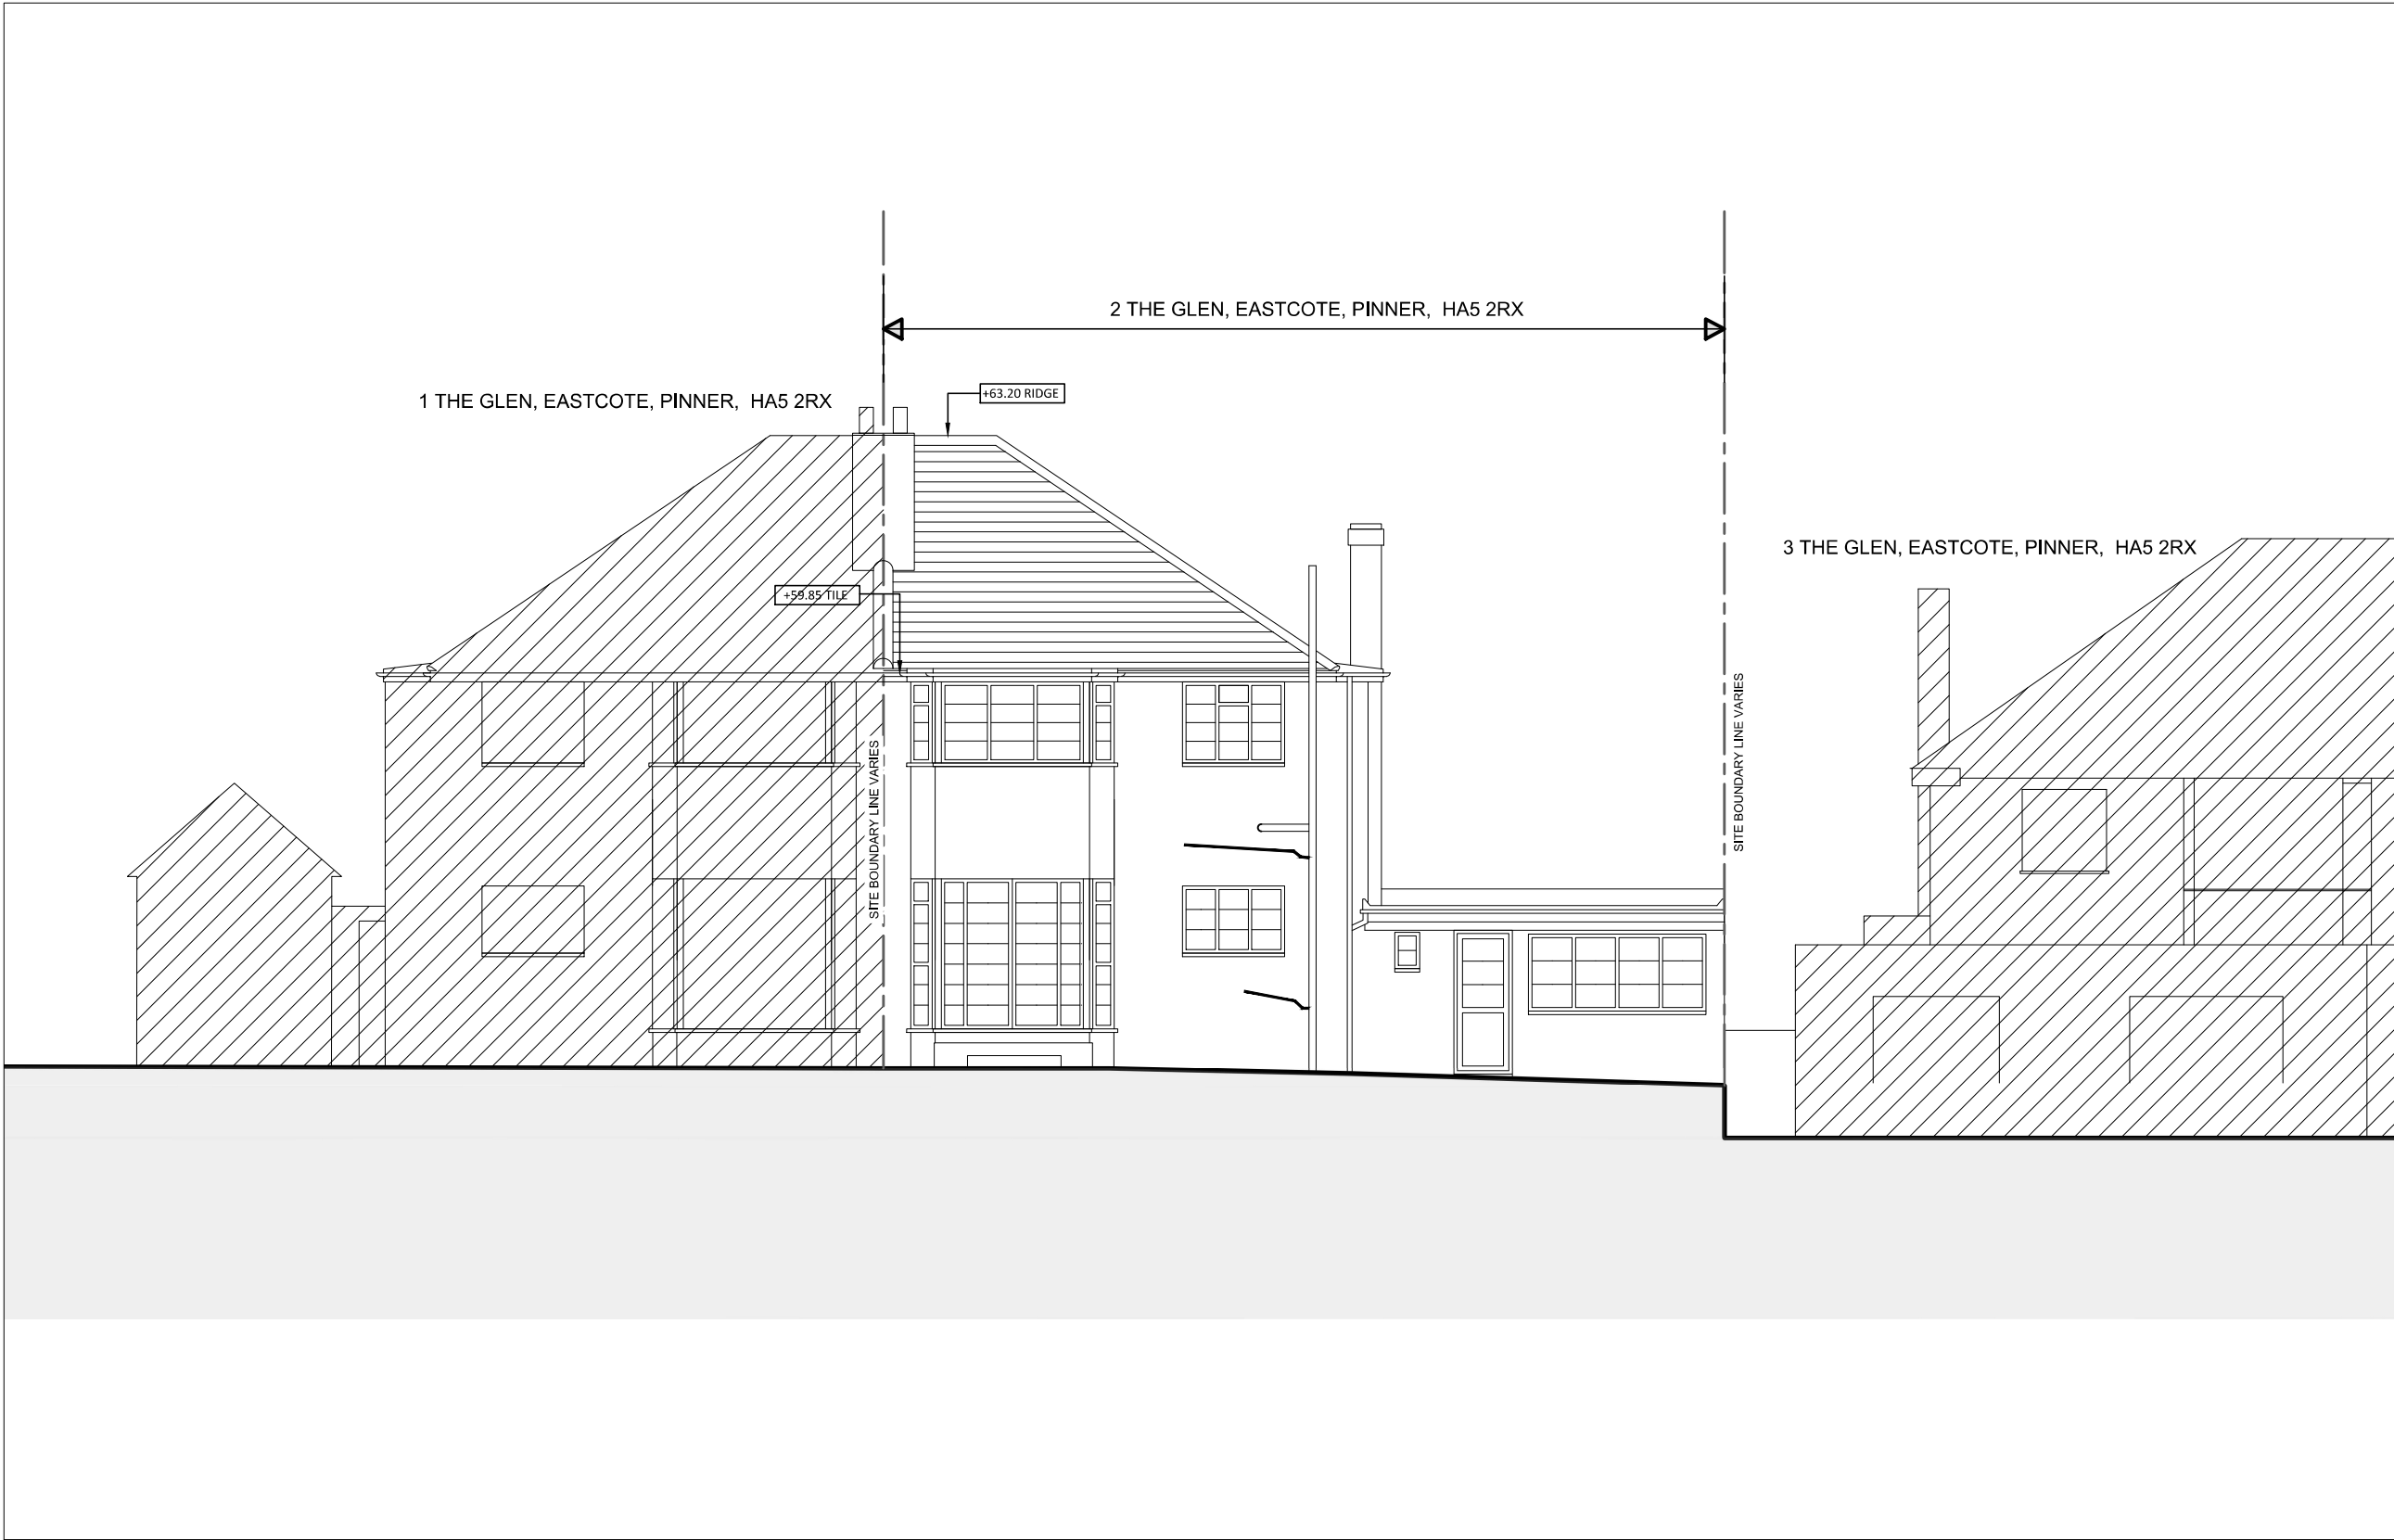 2 THE GLEN, EASTCOTE, PINNER, HA5 2RX
1 THE GLEN, EASTCOTE, PINNER, HA5 2RX
+63.20 RIDGE
3 THE GLEN, EASTCOTE, PINNER, HA5 2RX
+59.85 TILE
SITE BOUNDARY LINE VARIES
SITE BOUNDARY LINE VARIES